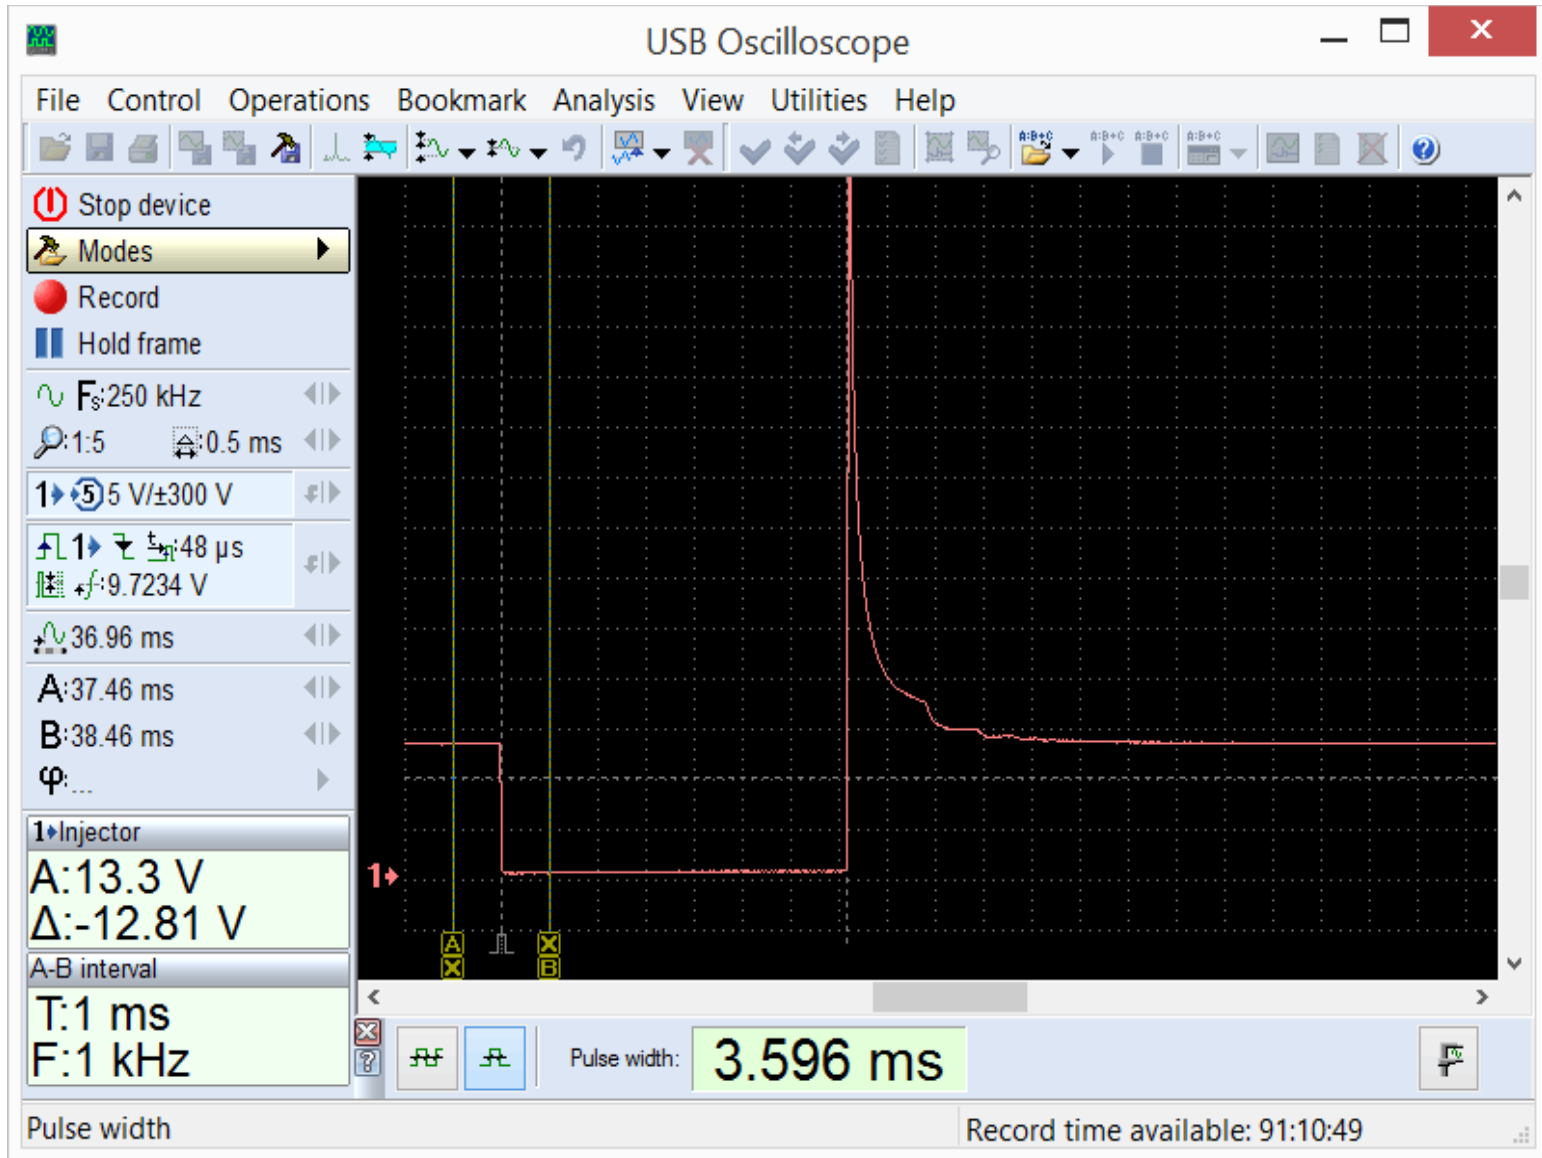 USB Oscilloscope
File Control Operations Bookmark Analysis View Utilities Help
A:B+C A:B+C A:B+C A:B+C
Stop device
Modes
Record
Hold frame
Fs:250 kHz
:1:5 :0.5 ms
1 5 5 V/±300 V
1 t :48 µs
f:9.7234 V
36.96 ms
A:37.46 ms
B:38.46 ms
φ:...
1 Injector
A:13.3 V
Δ:-12.81 V
A-B interval
T:1 ms
F:1 kHz
1
A X
X B
Pulse width: 3.596 ms
Pulse width
Record time available: 91:10:49